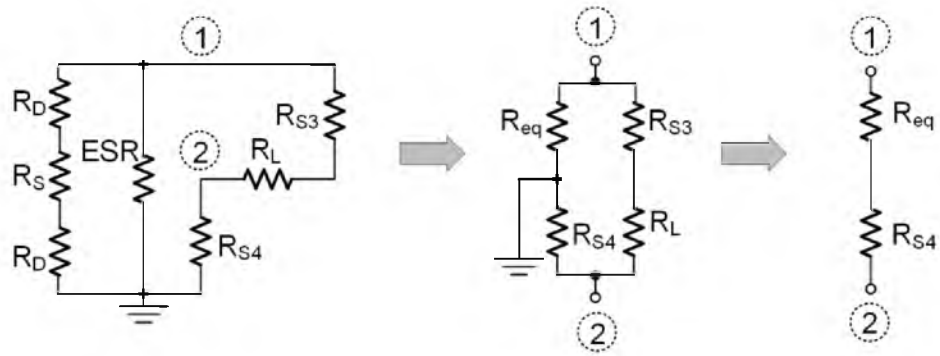 1
R_D
R_S
R_D
ESR
2
R_L
R_S3
R_S4
1
R_eq
R_S3
R_S4
R_L
2
1
R_eq
R_S4
2